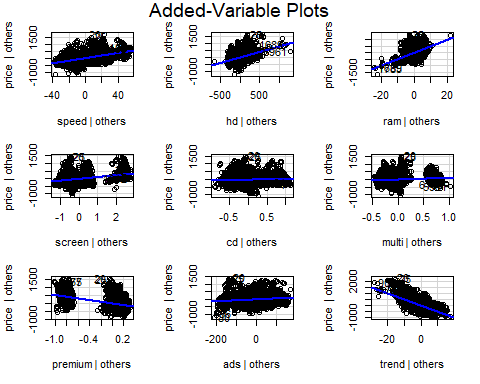 Added-Variable Plots
price | others
1500
-1000
-40
0
20
40
speed | others
price | others
1500
-1000
-500
500
hd | others
price | others
1500
-1000
-20
0
10
20
ram | others
price | others
1500
-1000
-1
0
1
2
screen | others
price | others
1500
-1000
-0.5
0.5
cd | others
price | others
1500
-1000
-0.5
0.0
0.5
1.0
multi | others
price | others
1500
-1000
-1.0
-0.4
0.2
premium | others
price | others
1500
-1000
-200
0
ads | others
price | others
2000
-1000
-20
0
10
trend | others